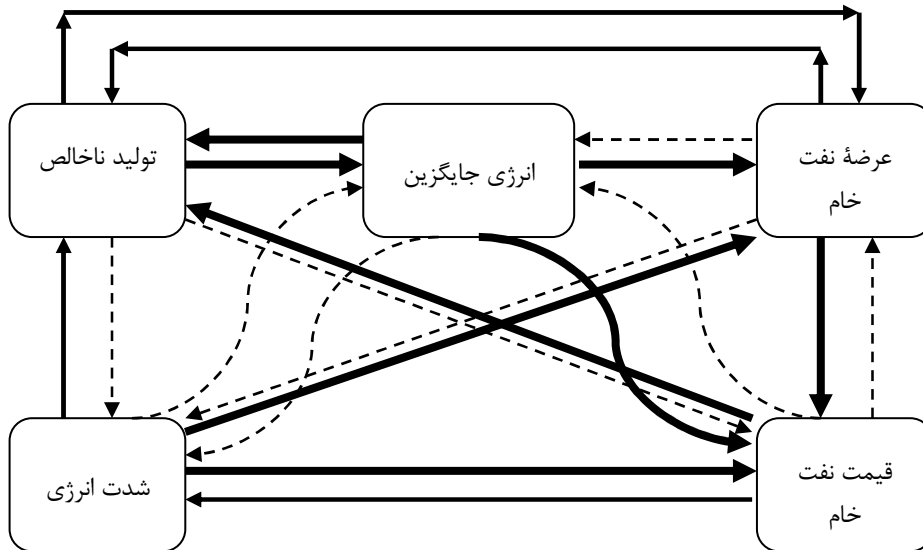 تولید ناخالص
انرژی جایگزین
عرضهٔ نفت
خام
شدت انرژی
قیمت نفت
خام